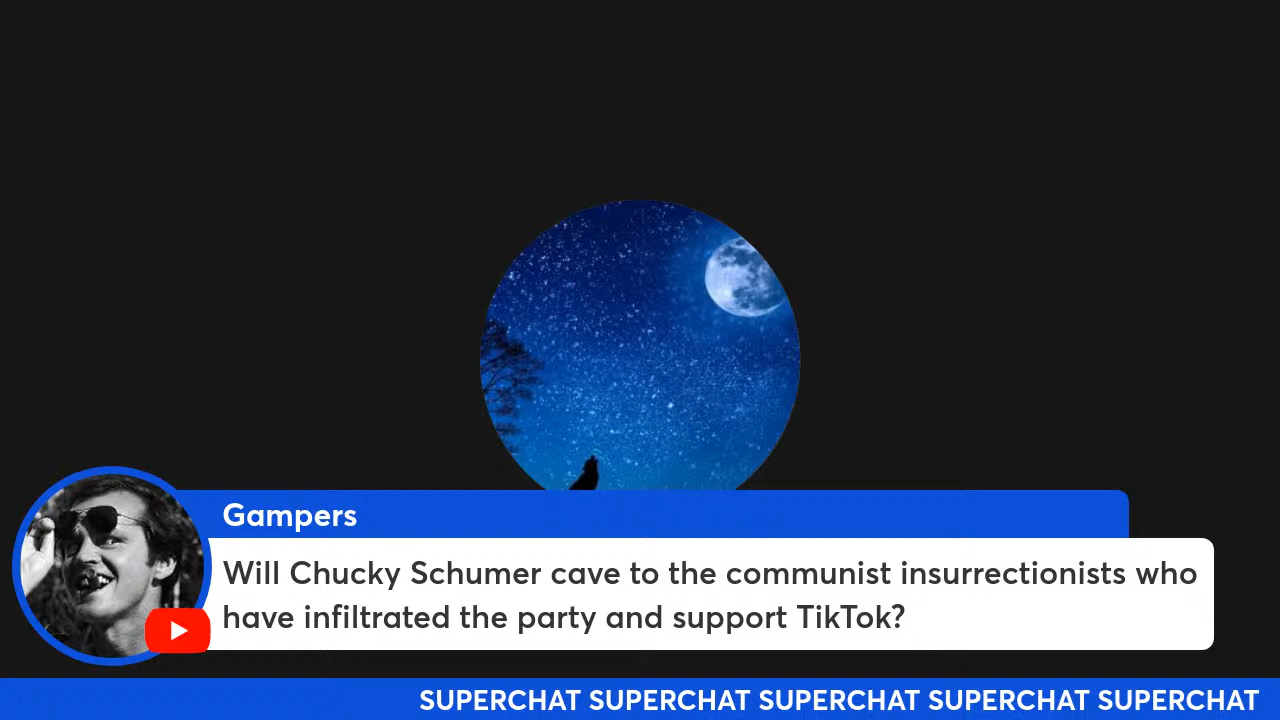 Gampers
Will Chucky Schumer cave to the communist insurrectionists who
have infiltrated the party and support TikTok?
SUPERCHAT SUPERCHAT SUPERCHAT SUPERCHAT SUPERCHAT